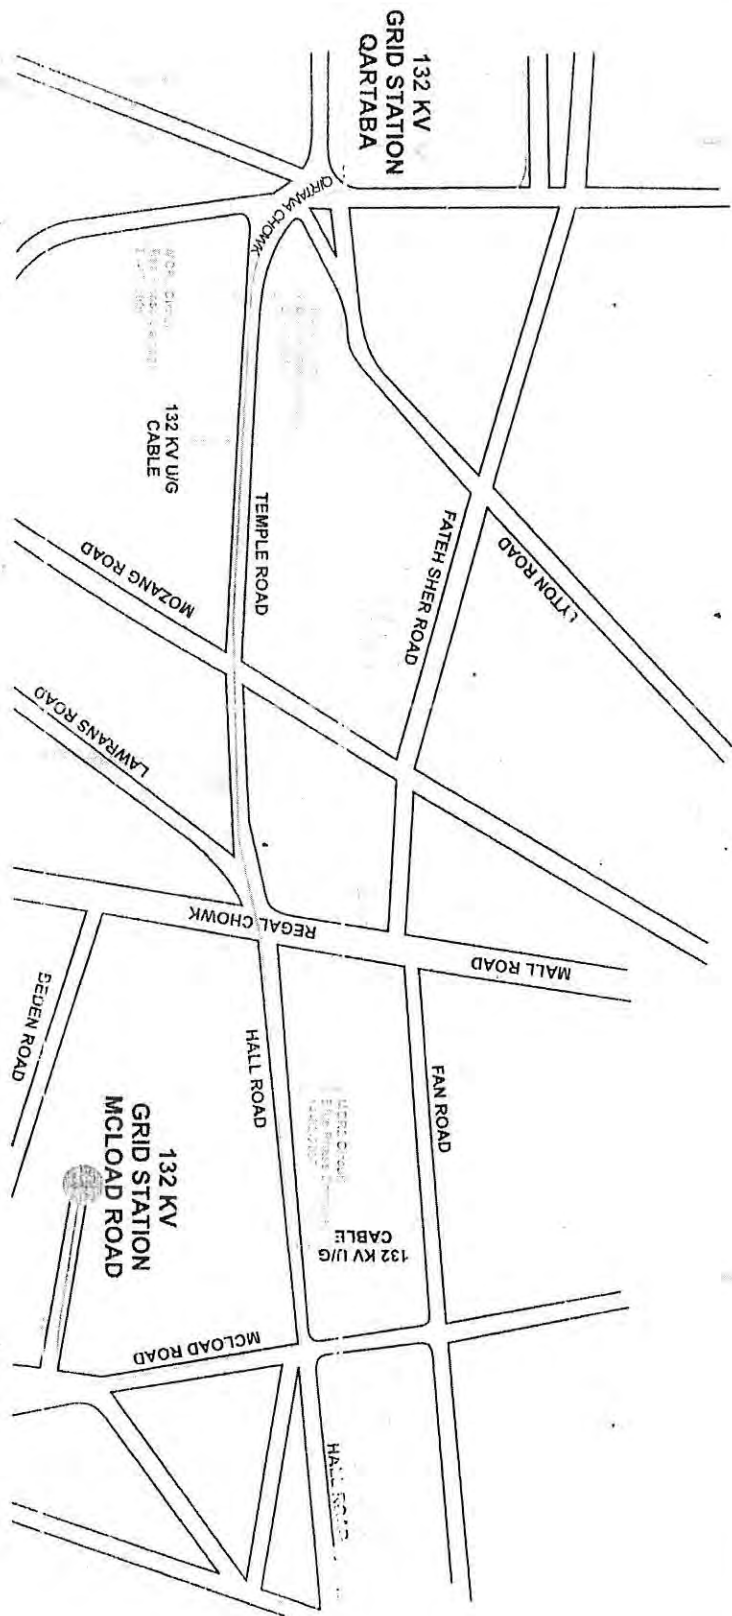 132 KV
GRID STATION
QARTABA
QIRTANA CHOWK
132 KV U/G
CABLE
TEMPLE ROAD
MOZANG ROAD
FATEH SHER ROAD
LYTON ROAD
LAWRANS ROAD
REGAL CHOWK
MALL ROAD
HALL ROAD
FAN ROAD
132 KV
GRID STATION
MCLOAD ROAD
132 KV U/G
CABLE
MCLOAD ROAD
HALL ROAD